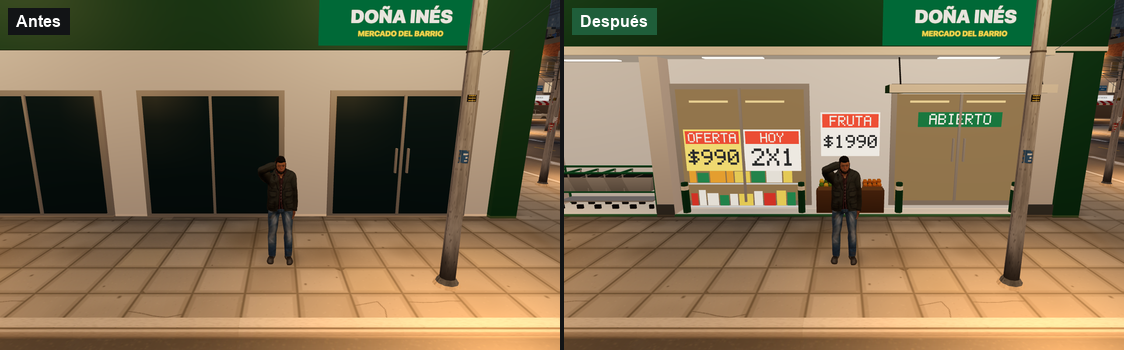 Antes
DOÑA INÉS
MERCADO DEL BARRIO
Después
DOÑA INÉS
MERCADO DEL BARRIO
OFERTA
$990
HOY
2X1
FRUTA
$1990
ABIERTO